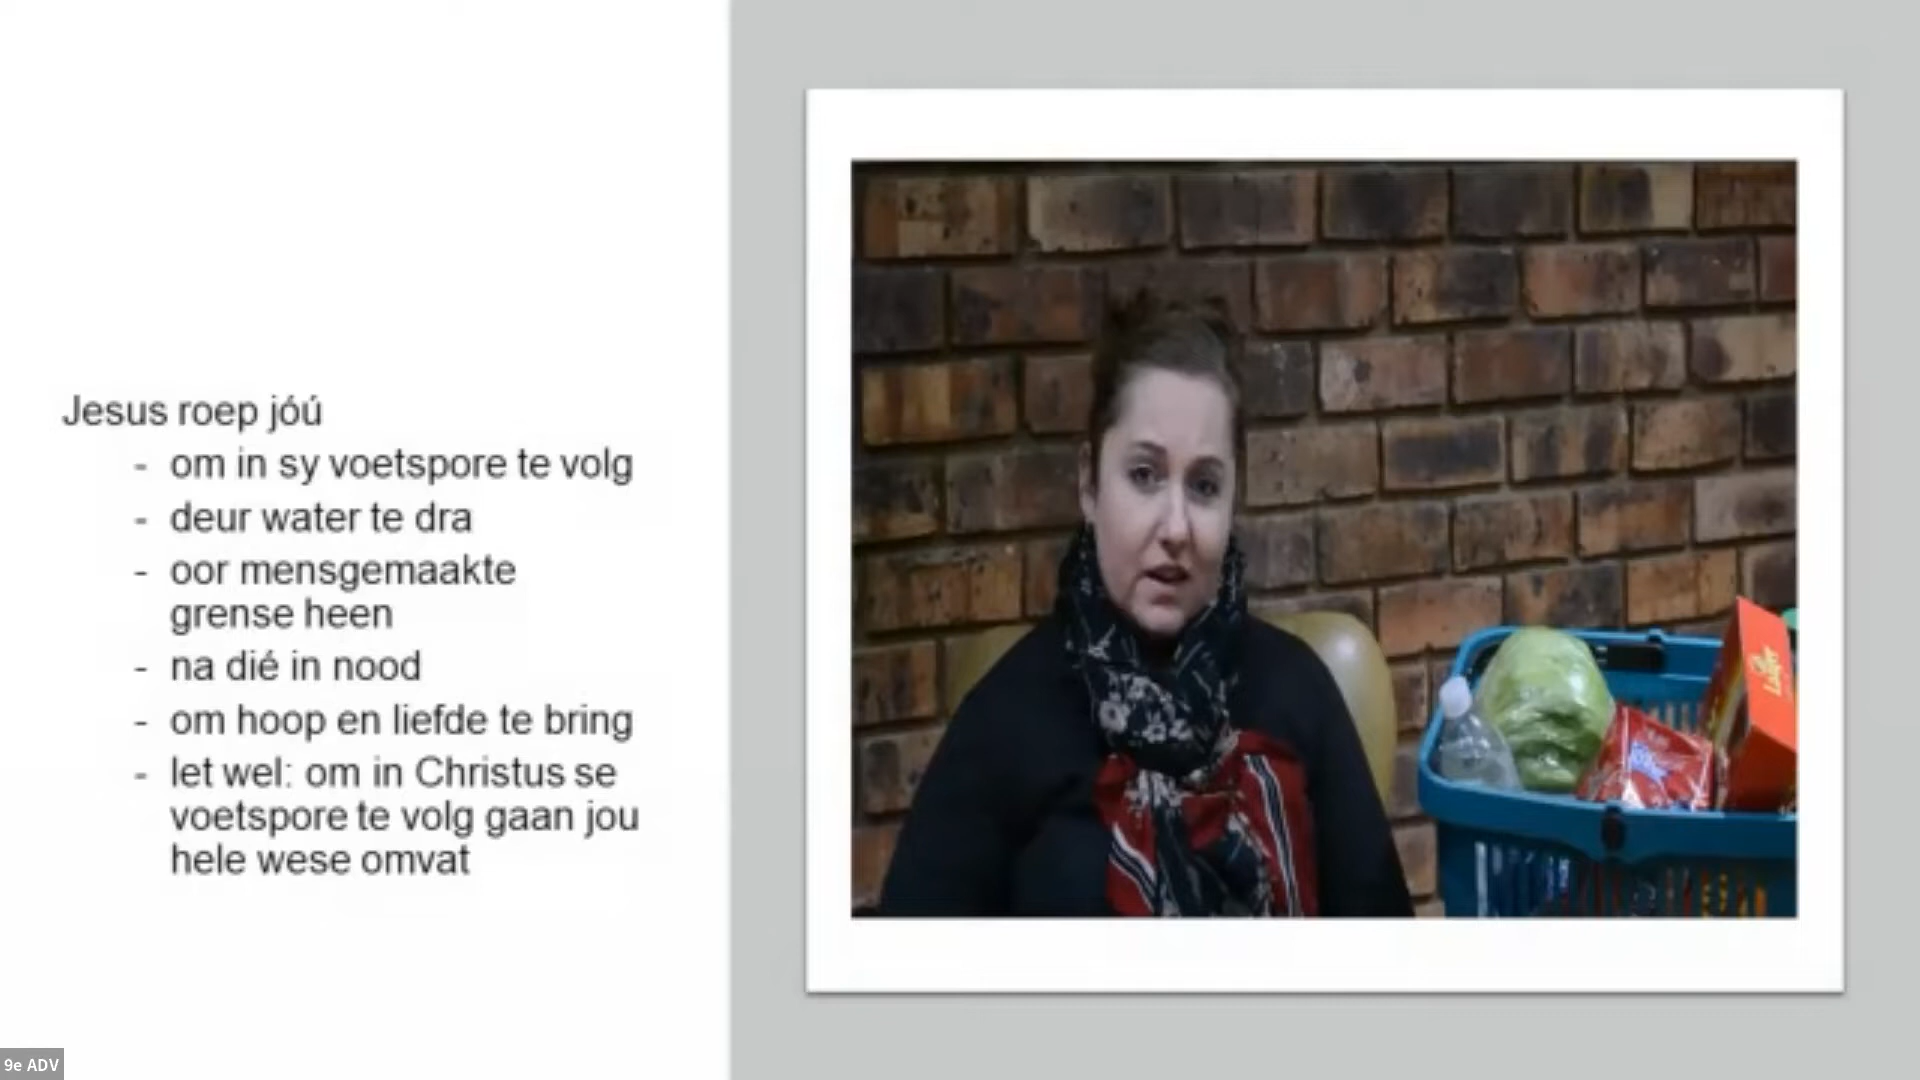 Jesus roep jóú
- om in sy voetspore te volg
- deur water te dra
- oor mensgemaakte
grense heen
- na dié in nood
- om hoop en liefde te bring
- let wel: om in Christus se
voetspore te volg gaan jou
hele wese omvat
9e ADV